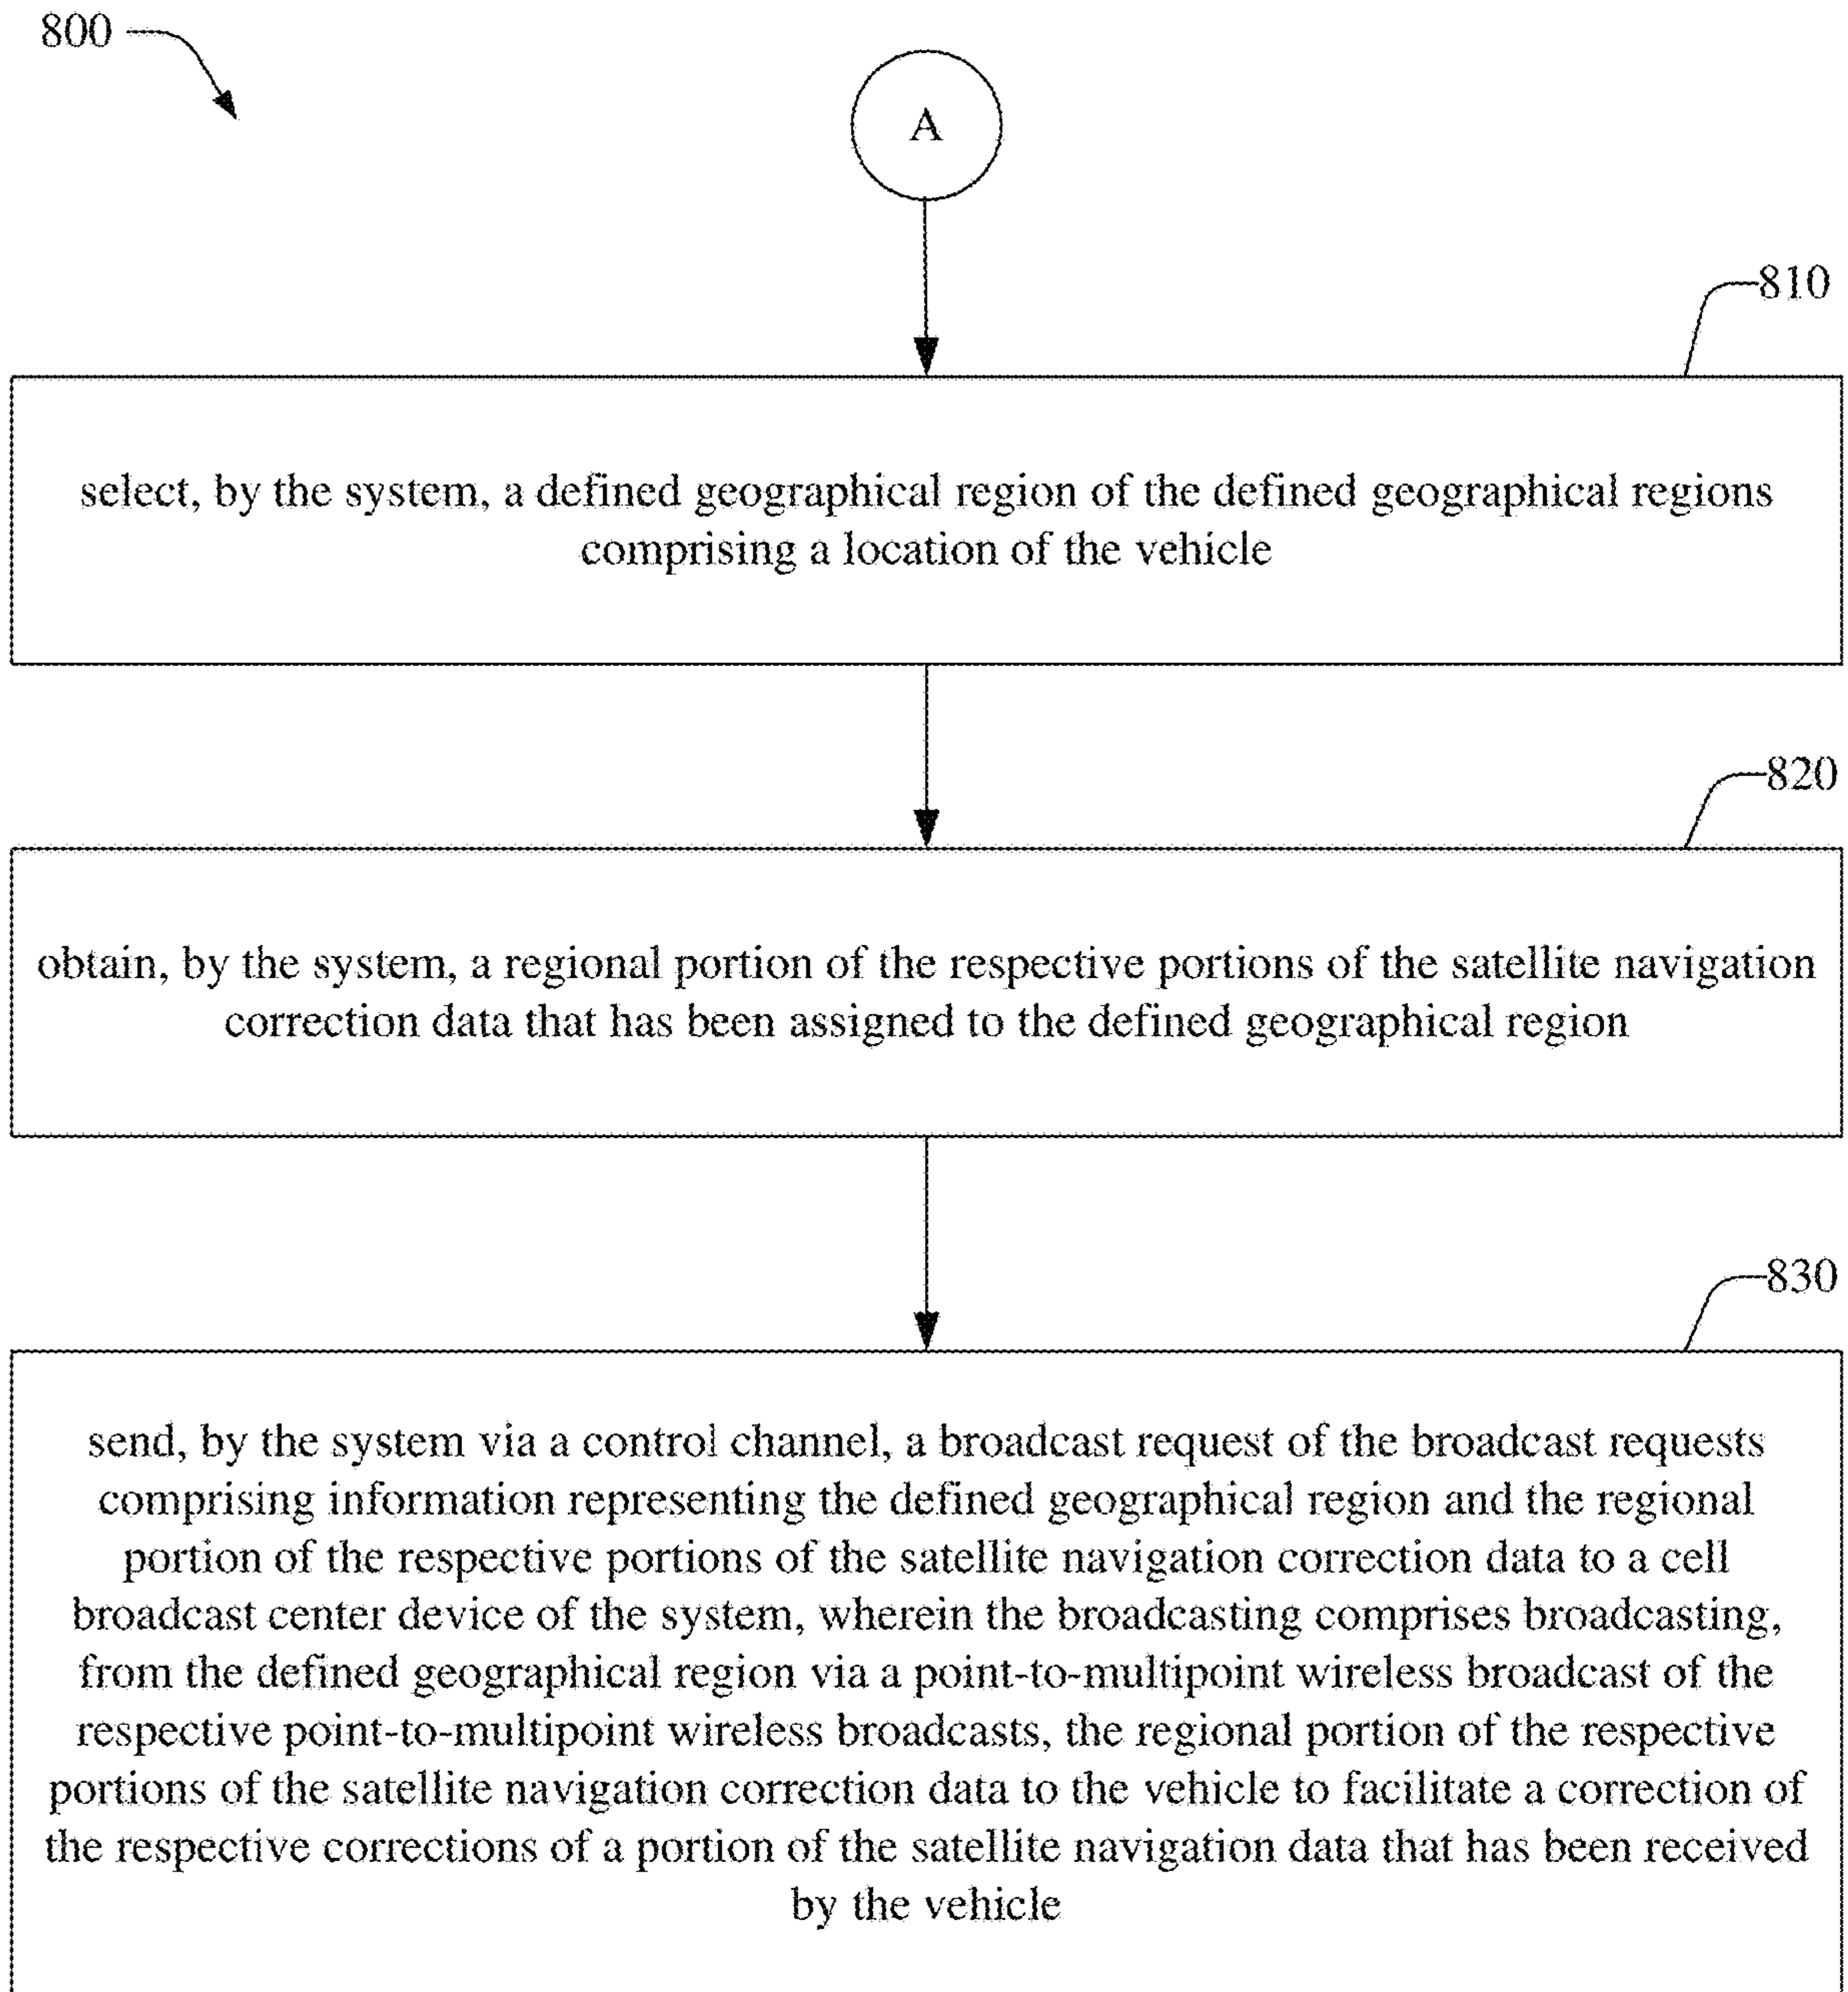 800
A
810
select, by the system, a defined geographical region of the defined geographical regions
comprising a location of the vehicle
820
obtain, by the system, a regional portion of the respective portions of the satellite navigation
correction data that has been assigned to the defined geographical region
830
send, by the system via a control channel, a broadcast request of the broadcast requests
comprising information representing the defined geographical region and the regional
portion of the respective portions of the satellite navigation correction data to a cell
broadcast center device of the system, wherein the broadcasting comprises broadcasting,
from the defined geographical region via a point-to-multipoint wireless broadcast of the
respective point-to-multipoint wireless broadcasts, the regional portion of the respective
portions of the satellite navigation correction data to the vehicle to facilitate a correction of
the respective corrections of a portion of the satellite navigation data that has been received
by the vehicle